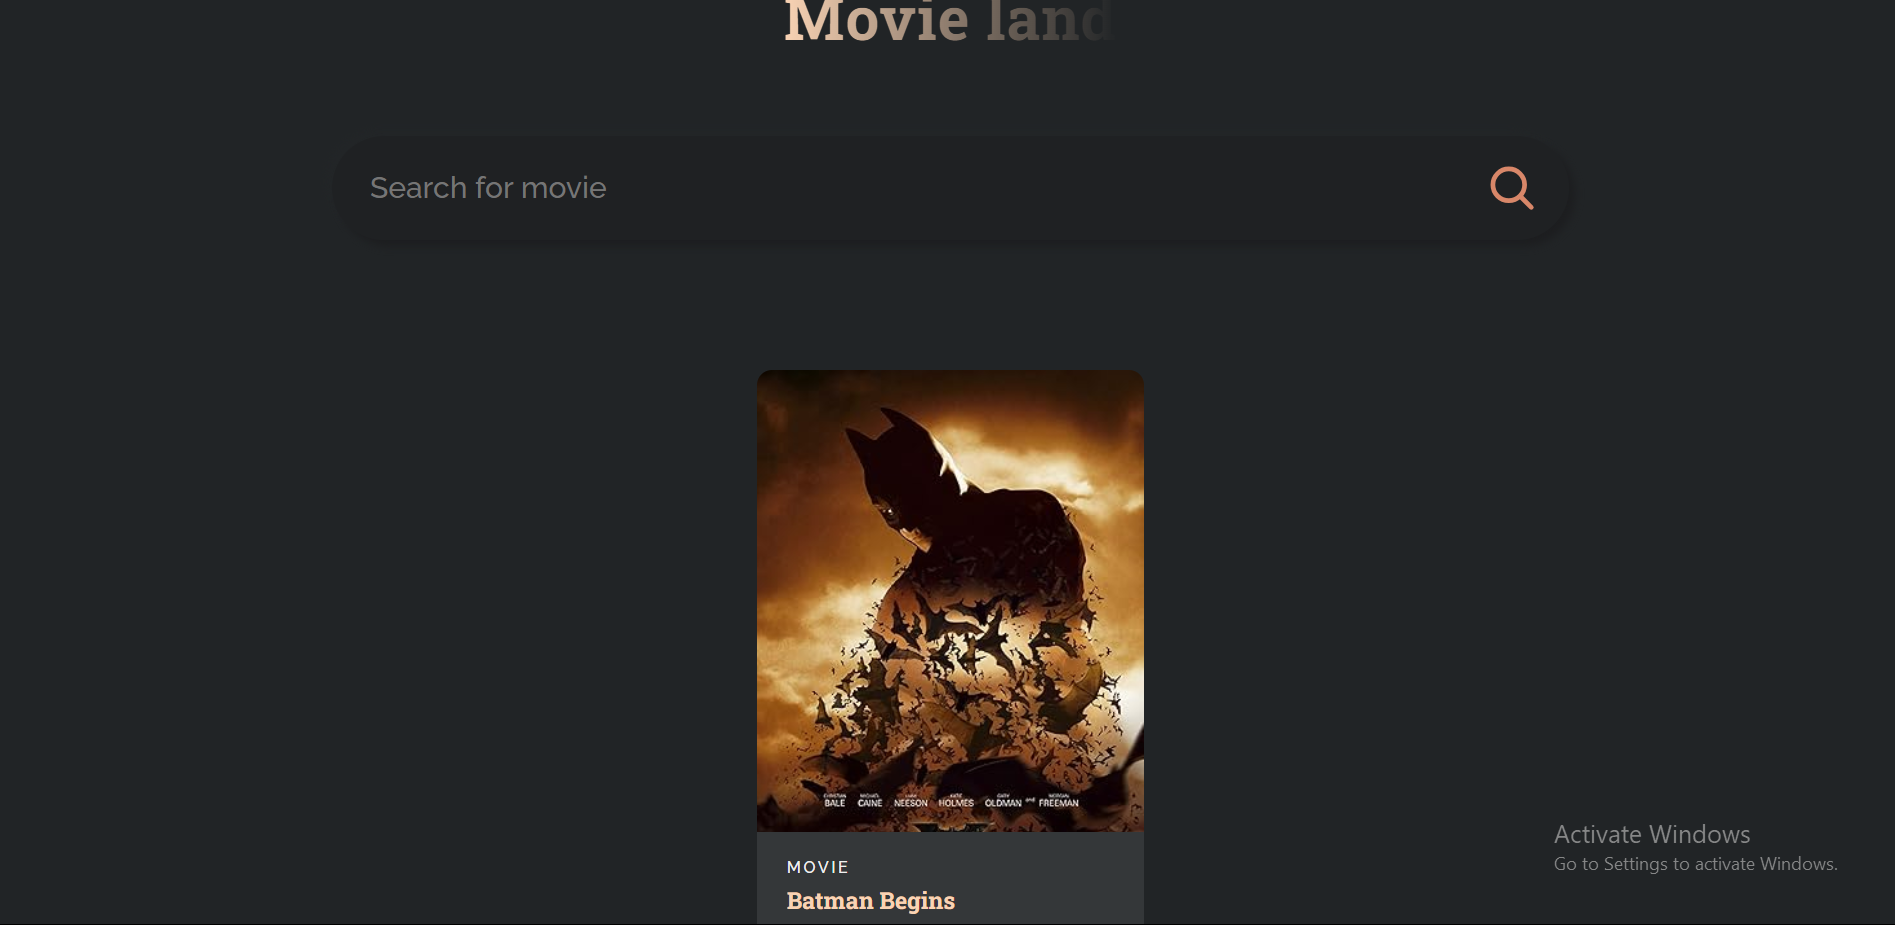 Movie land
Search for movie
CHRISTIAN BALE MICHAEL CAINE LIAM NEESON KATIE HOLMES GARY OLDMAN and MORGAN FREEMAN
MOVIE
Batman Begins
Activate Windows
Go to Settings to activate Windows.